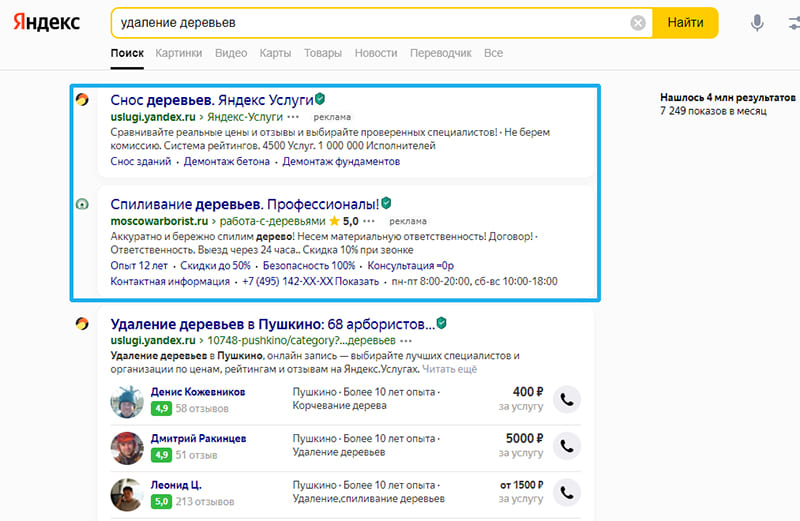 Яндекс
удаление деревьев
Найти
Поиск Картинки Видео Карты Товары Новости Переводчик Все
Нашлось 4 млн результатов
7 249 показов в месяц
Снос деревьев. Яндекс Услуги
uslugi.yandex.ru › Яндекс-Услуги ••• реклама
Сравнивайте реальные цены и отзывы и выбирайте проверенных специалистов! · Не берем
комиссию. Система рейтингов. 4500 Услуг. 1 000 000 Исполнителей
Снос зданий · Демонтаж бетона · Демонтаж фундаментов
Спиливание деревьев. Профессионалы!
moscowarborist.ru › работа-с-деревьями 5,0 ••• реклама
Аккуратно и бережно спилим дерево! Несем материальную ответственность! Договор! ·
Ответственность. Выезд через 24 часа.. Скидка 10% при звонке
Опыт 12 лет · Скидки до 50% · Безопасность 100% · Консультация =0р
Контактная информация · +7 (495) 142-XX-XX Показать · пн-пт 8:00-20:00, сб-вс 10:00-18:00
Удаление деревьев в Пушкино: 68 арбористов...
uslugi.yandex.ru › 10748-pushkino/category?...деревьев •••
Удаление деревьев в Пушкино, онлайн запись — выбирайте лучших специалистов и
организации по ценам, рейтингам и отзывам на Яндекс.Услугах. Читать ещё
Денис Кожевников
4,9 58 отзывов
Пушкино · Более 10 лет опыта ·
Корчевание дерева
400 ₽
за услугу
Дмитрий Ракинцев
4,9 51 отзыв
Пушкино · Более 10 лет опыта ·
Удаление деревьев
5000 ₽
за услугу
Леонид Ц.
5,0 213 отзывов
Пушкино · Более 10 лет опыта ·
Удаление,спиливание деревьев
от 1500 ₽
за услугу